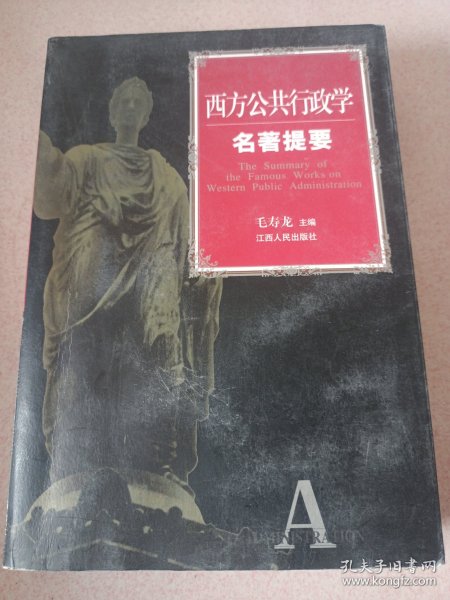 西方公共行政学
名著提要
The Summary of
the Famous Works on
Western Public Administration
毛寿龙 主编
江西人民出版社
A
ADMINISTRATION
孔夫子旧书网
www.kongfz.com